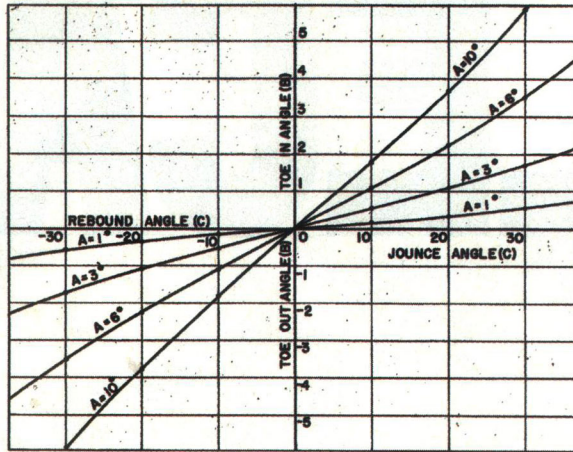 5
4
3
2
1
TOE IN ANGLE(B)
A=10°
A=6°
A=3°
A=1°
REBOUND ANGLE(C)
-30 -20 -10 0 10 20 30
JOUNCE ANGLE(C)
A=1°
A=3°
A=6°
A=10°
TOE OUT ANGLE(B)
-1
-2
-3
-4
-5